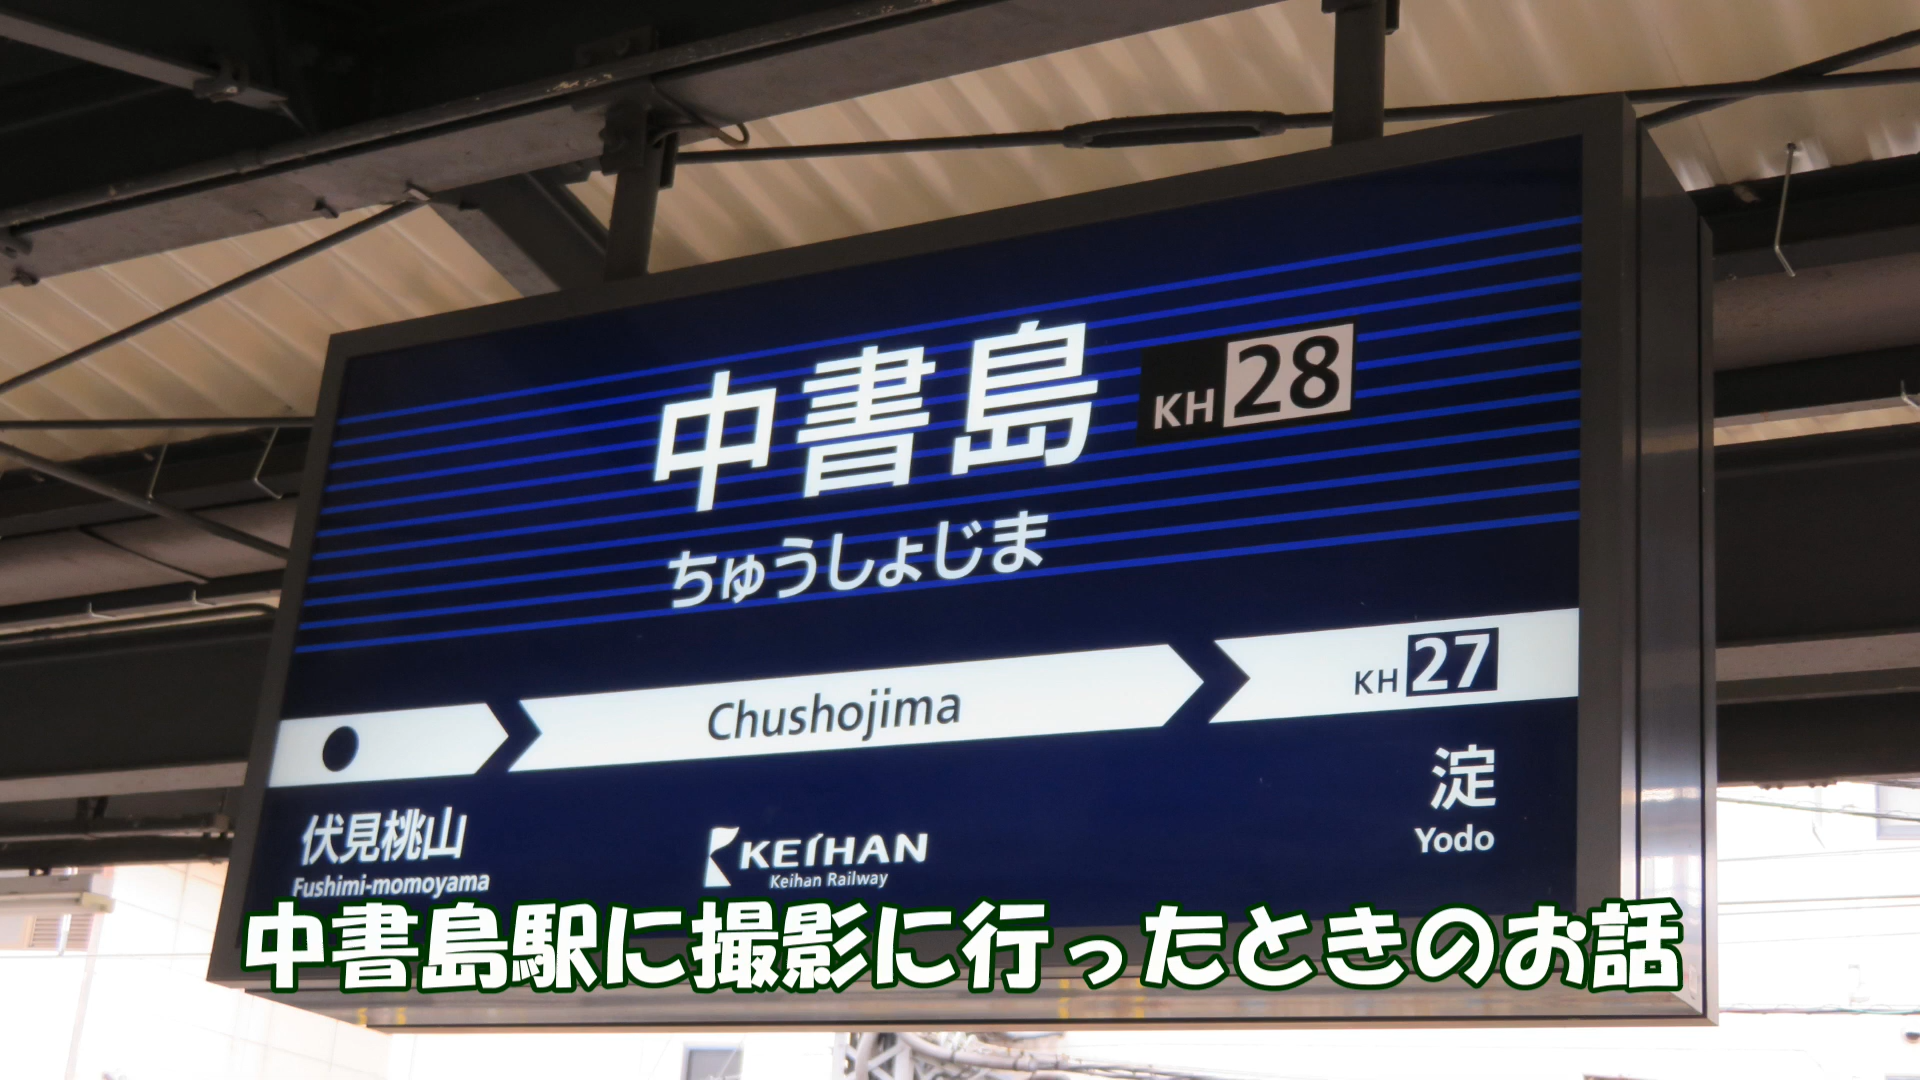 中書島 KH 28
ちゅうしょじま
Chushojima
KH 27
伏見桃山
Fushimi-momoyama
KEIHAN
Keihan Railway
淀
Yodo
中書島駅に撮影に行ったときのお話